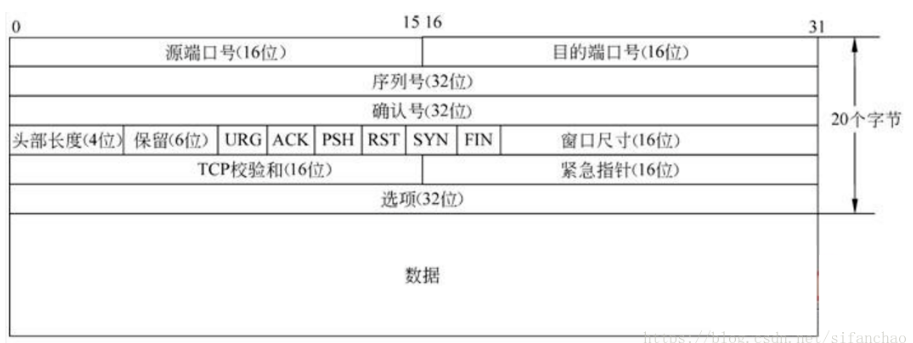 0 15 16 31
源端口号(16位) 目的端口号(16位)
序列号(32位)
确认号(32位)
20个字节
头部长度(4位) 保留(6位) URG ACK PSH RST SYN FIN 窗口尺寸(16位)
TCP校验和(16位) 紧急指针(16位)
选项(32位)
数据
https://blog.csdn.net/sifanchao